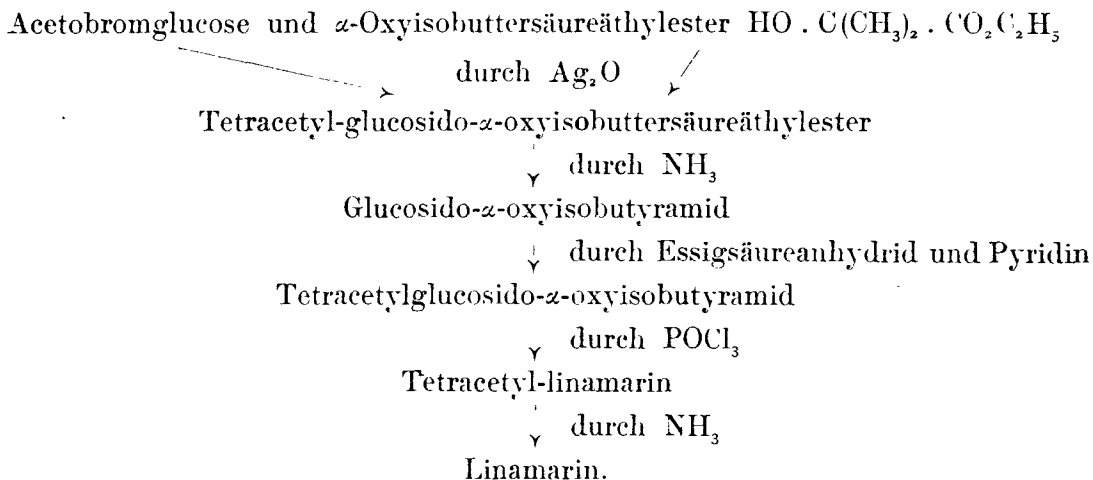 Acetobromglucose und α-Oxyisobuttersäureäthylester HO . C(CH₃)₂ . CO₂C₂H₅
durch Ag₂O
Tetracetyl-glucosido-α-oxyisobuttersäureäthylester
durch NH₃
Glucosido-α-oxyisobutyramid
durch Essigsäureanhydrid und Pyridin
Tetracetylglucosido-α-oxyisobutyramid
durch POCl₃
Tetracetyl-linamarin
durch NH₃
Linamarin.